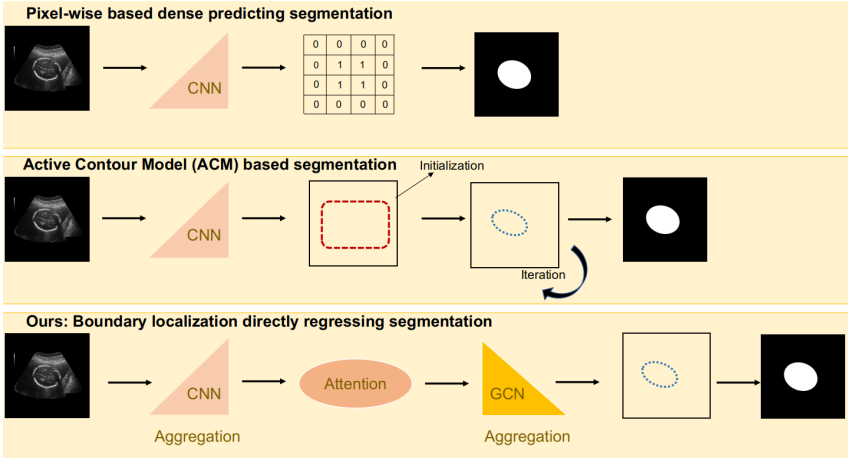 Pixel-wise based dense predicting segmentation
CNN
0 0 0 0
0 1 1 0
0 1 1 0
0 0 0 0
Active Contour Model (ACM) based segmentation
Initialization
CNN
Iteration
Ours: Boundary localization directly regressing segmentation
CNN
Attention
GCN
Aggregation
Aggregation